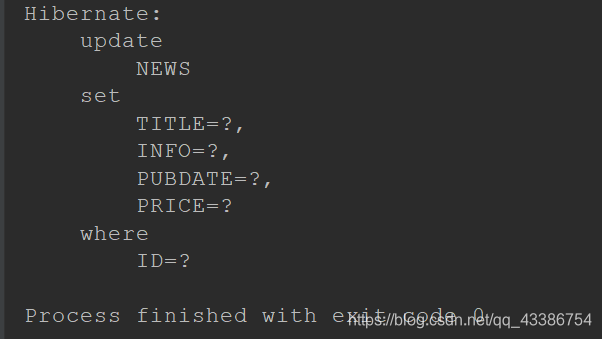 Hibernate:
update
NEWS
set
TITLE=?,
INFO=?,
PUBDATE=?,
PRICE=?
where
ID=?
Process finished with exit code 0
https://blog.csdn.net/qq_43386754